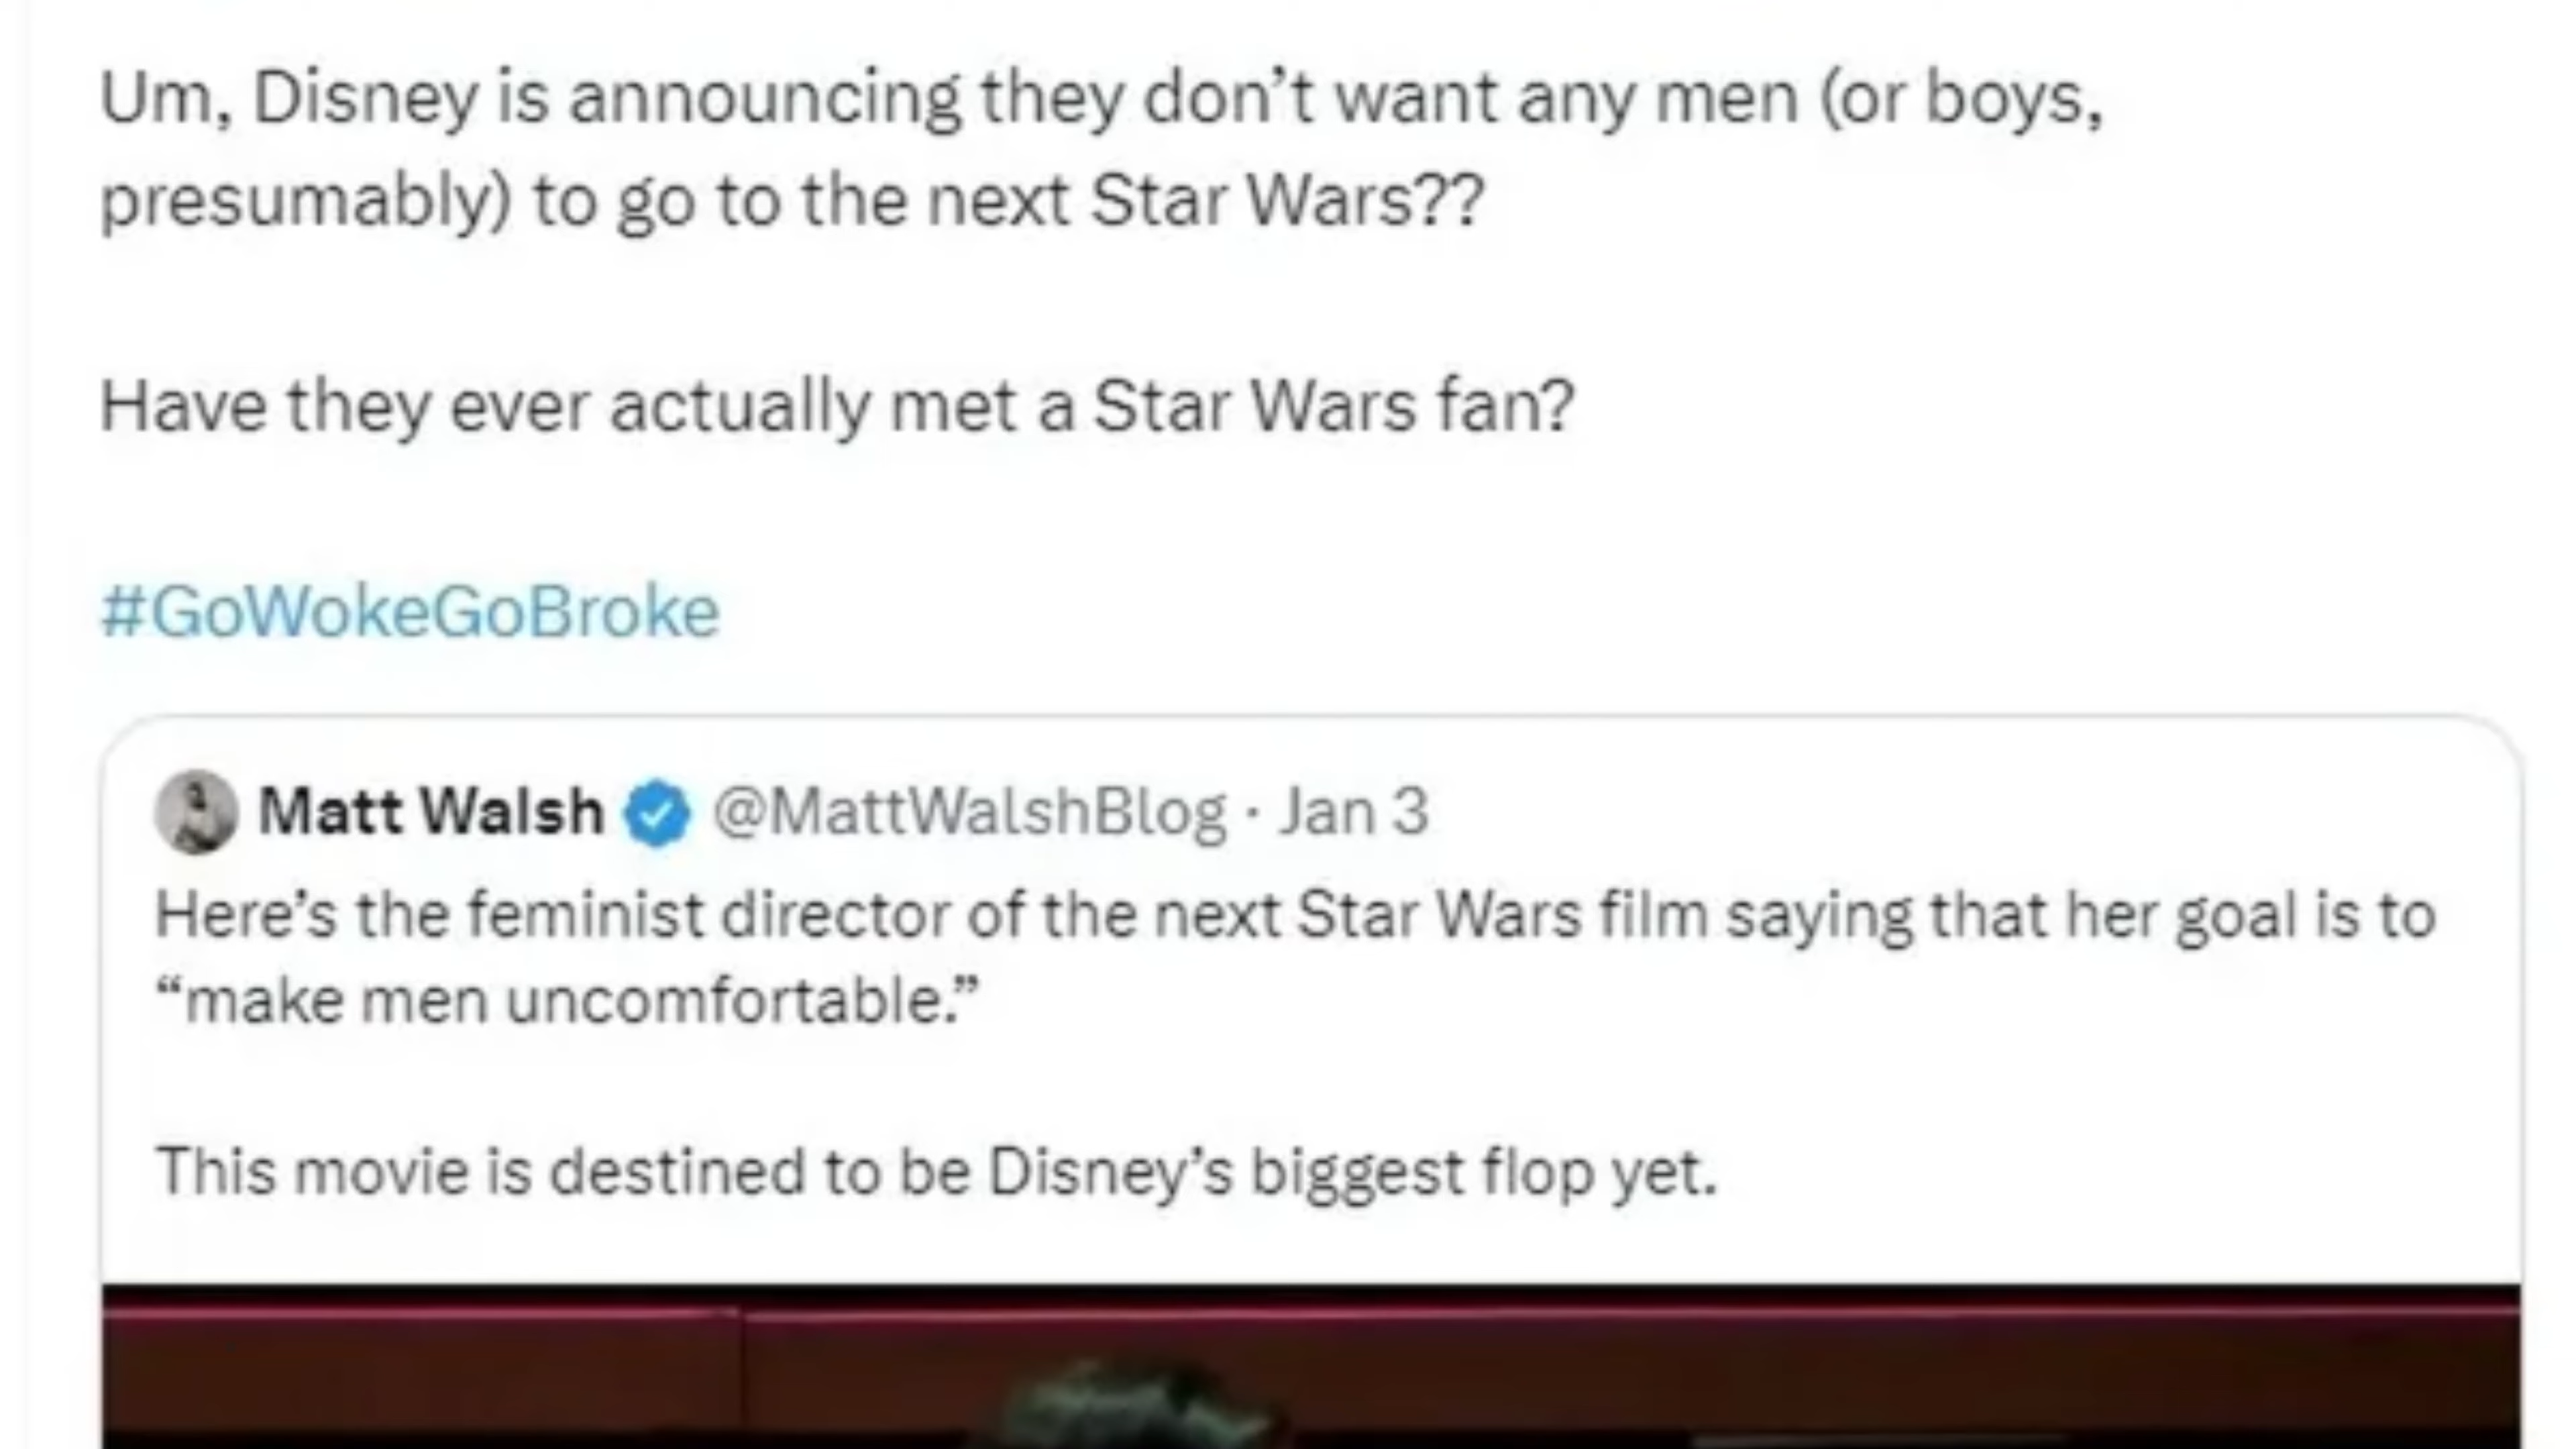 Um, Disney is announcing they don’t want any men (or boys,
presumably) to go to the next Star Wars??
Have they ever actually met a Star Wars fan?
#GoWokeGoBroke
Matt Walsh @MattWalshBlog · Jan 3
Here’s the feminist director of the next Star Wars film saying that her goal is to
“make men uncomfortable.”
This movie is destined to be Disney’s biggest flop yet.